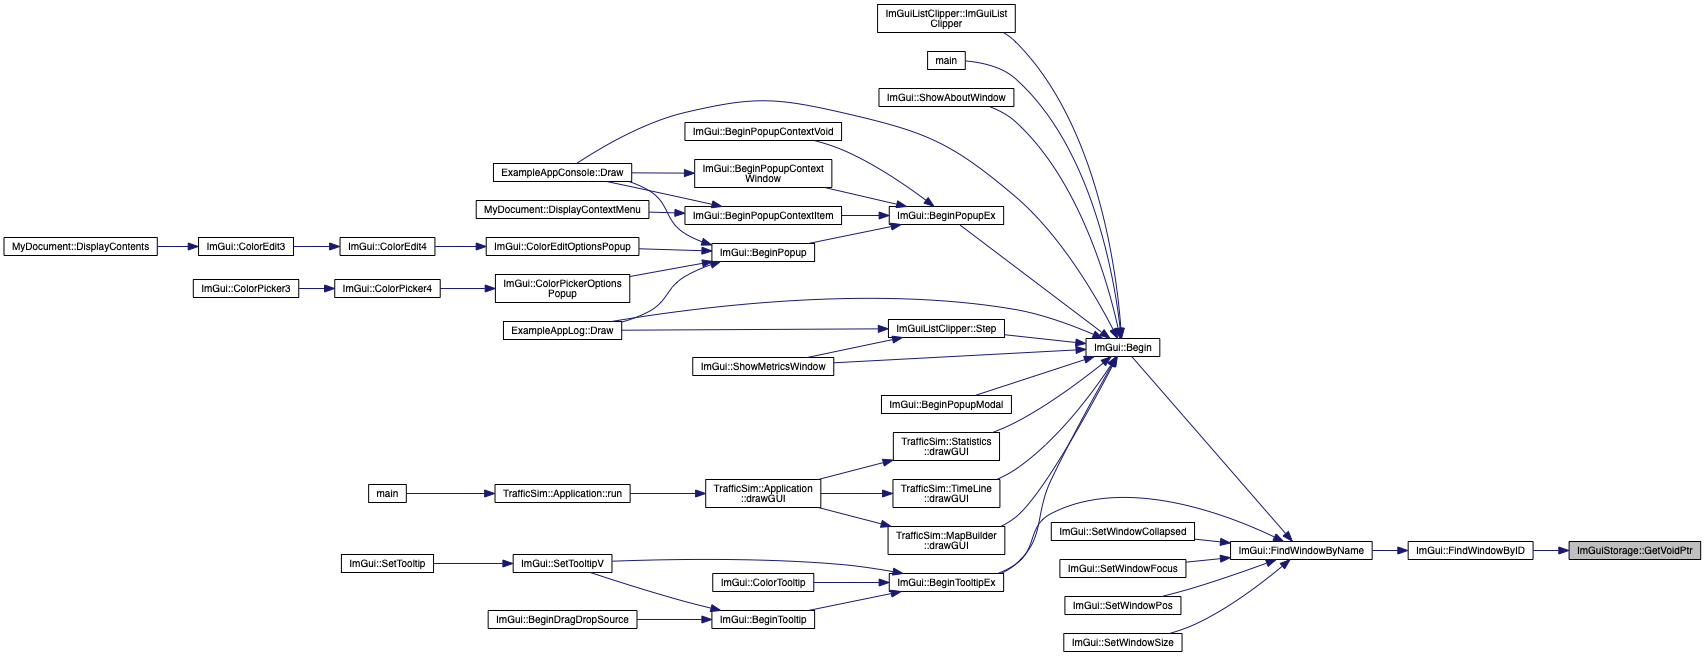 ImGuiListClipper::ImGuiList
Clipper
main
ImGui::ShowAboutWindow
ImGui::BeginPopupContextVoid
ExampleAppConsole::Draw
ImGui::BeginPopupContext
Window
MyDocument::DisplayContextMenu
ImGui::BeginPopupContextItem
ImGui::BeginPopupEx
MyDocument::DisplayContents
ImGui::ColorEdit3
ImGui::ColorEdit4
ImGui::ColorEditOptionsPopup
ImGui::BeginPopup
ImGui::ColorPicker3
ImGui::ColorPicker4
ImGui::ColorPickerOptions
Popup
ExampleAppLog::Draw
ImGuiListClipper::Step
ImGui::Begin
ImGui::ShowMetricsWindow
ImGui::BeginPopupModal
TrafficSim::Statistics
::drawGUI
main
TrafficSim::Application::run
TrafficSim::Application
::drawGUI
TrafficSim::TimeLine
::drawGUI
TrafficSim::MapBuilder
::drawGUI
ImGui::SetWindowCollapsed
ImGui::FindWindowByName
ImGui::FindWindowByID
ImGuiStorage::GetVoidPtr
ImGui::SetTooltip
ImGui::SetTooltipV
ImGui::SetWindowFocus
ImGui::ColorTooltip
ImGui::BeginTooltipEx
ImGui::SetWindowPos
ImGui::BeginDragDropSource
ImGui::BeginTooltip
ImGui::SetWindowSize